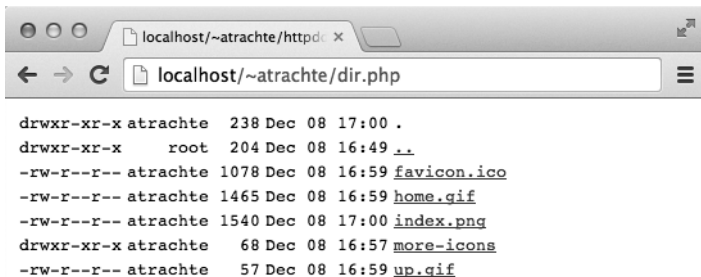 localhost/~atrachte/httpdc
localhost/~atrachte/dir.php
drwxr-xr-x atrachte 238 Dec 08 17:00 .
drwxr-xr-x root 204 Dec 08 16:49 ..
-rw-r--r-- atrachte 1078 Dec 08 16:59 favicon.ico
-rw-r--r-- atrachte 1465 Dec 08 16:59 home.gif
-rw-r--r-- atrachte 1540 Dec 08 17:00 index.png
drwxr-xr-x atrachte 68 Dec 08 16:57 more-icons
-rw-r--r-- atrachte 57 Dec 08 16:59 up.gif